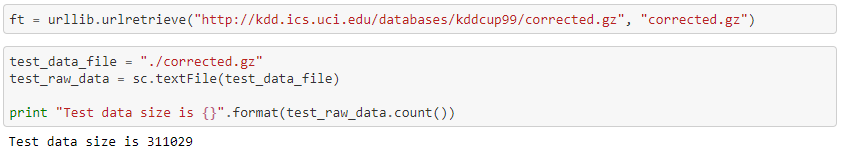 ft = urllib.urlretrieve("http://kdd.ics.uci.edu/databases/kddcup99/corrected.gz", "corrected.gz")
test_data_file = "./corrected.gz"
test_raw_data = sc.textFile(test_data_file)
print "Test data size is {}".format(test_raw_data.count())
Test data size is 311029